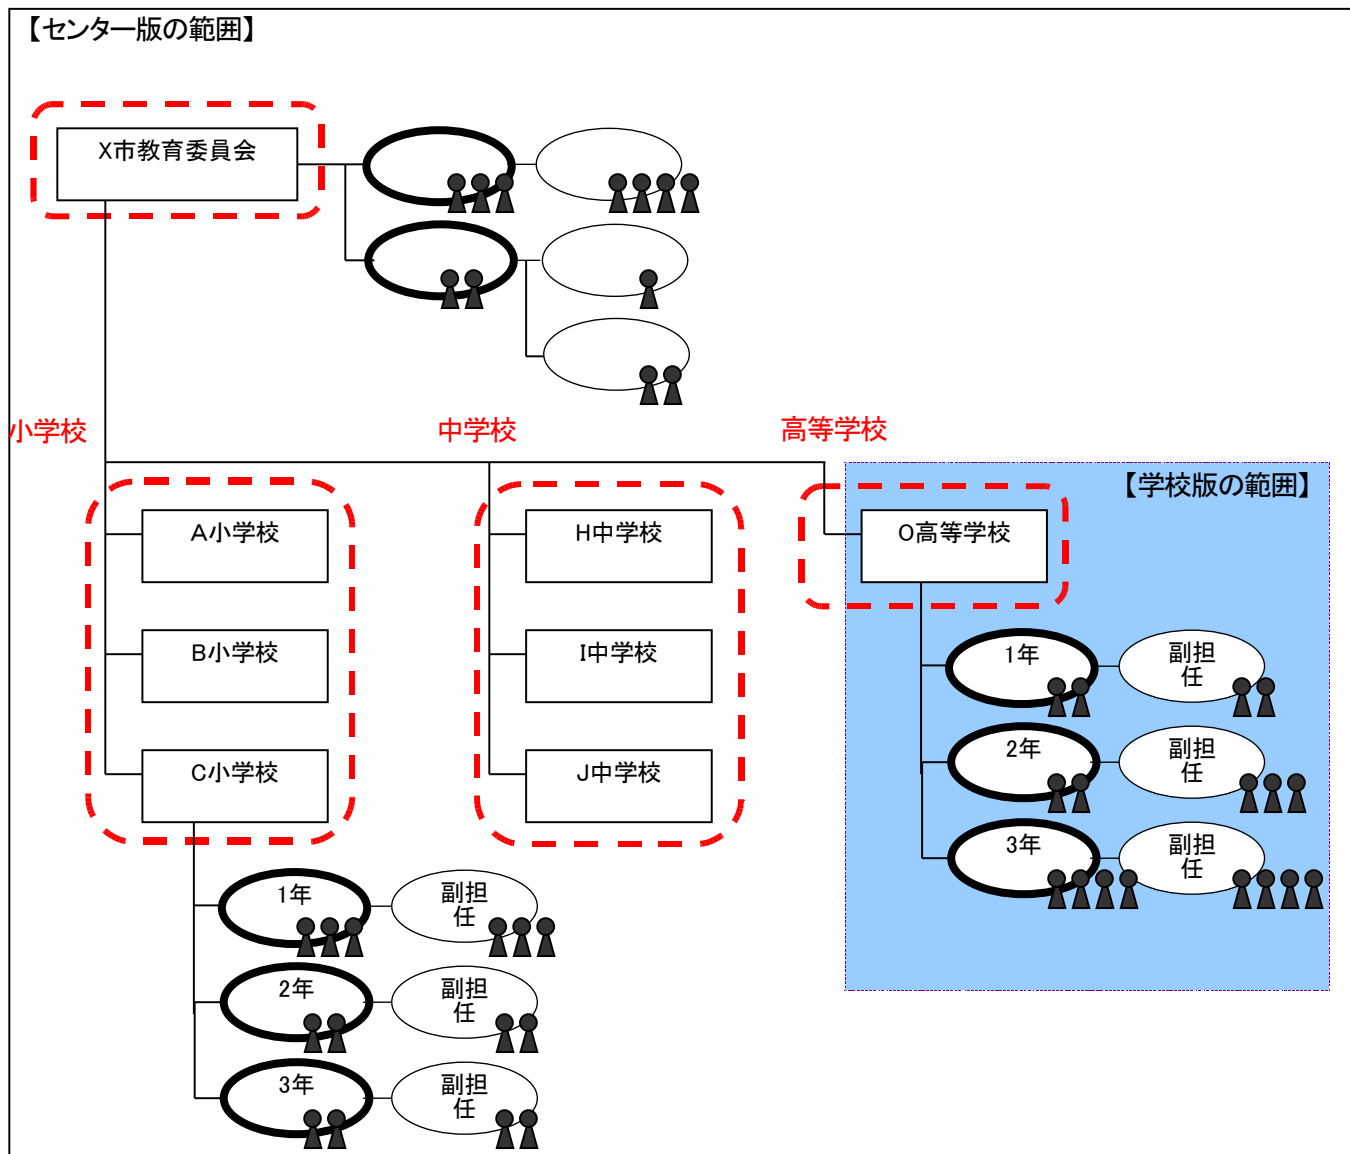 【センター版の範囲】
X市教育委員会
小学校
中学校
高等学校
【学校版の範囲】
A小学校
H中学校
O高等学校
B小学校
I中学校
C小学校
J中学校
1年
副担
任
2年
副担
任
3年
副担
任
1年
副担
任
2年
副担
任
3年
副担
任